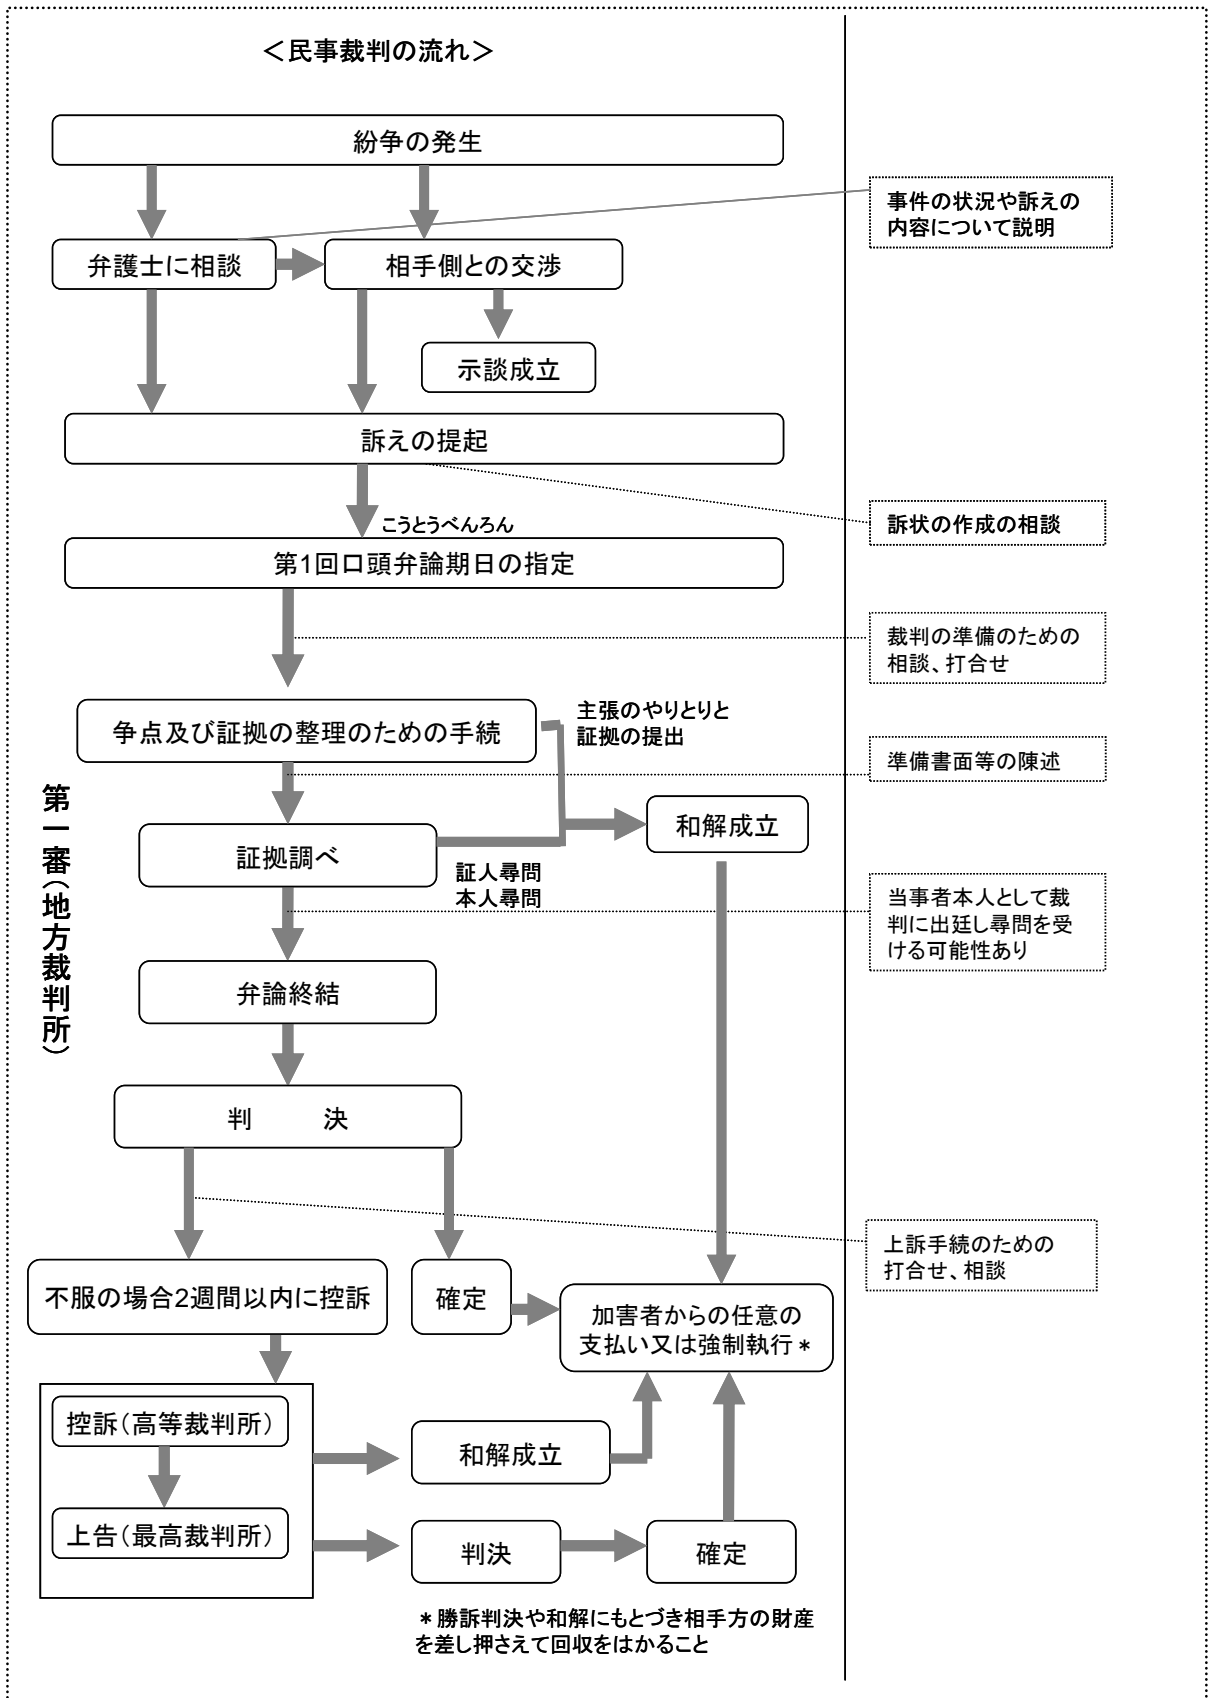 ＜民事裁判の流れ＞
紛争の発生
事件の状況や訴えの
内容について説明
弁護士に相談
相手側との交渉
示談成立
訴えの提起
訴状の作成の相談
こうとうべんろん
第1回口頭弁論期日の指定
裁判の準備のための
相談、打合せ
争点及び証拠の整理のための手続
主張のやりとりと
証拠の提出
準備書面等の陳述
第一審（地方裁判所）
和解成立
証拠調べ
証人尋問
本人尋問
当事者本人として裁
判に出廷し尋問を受
ける可能性あり
弁論終結
判　　　決
上訴手続のための
打合せ、相談
不服の場合2週間以内に控訴
確定
加害者からの任意の
支払い又は強制執行＊
控訴（高等裁判所）
和解成立
上告（最高裁判所）
判決
確定
＊勝訴判決や和解にもとづき相手方の財産
を差し押さえて回収をはかること